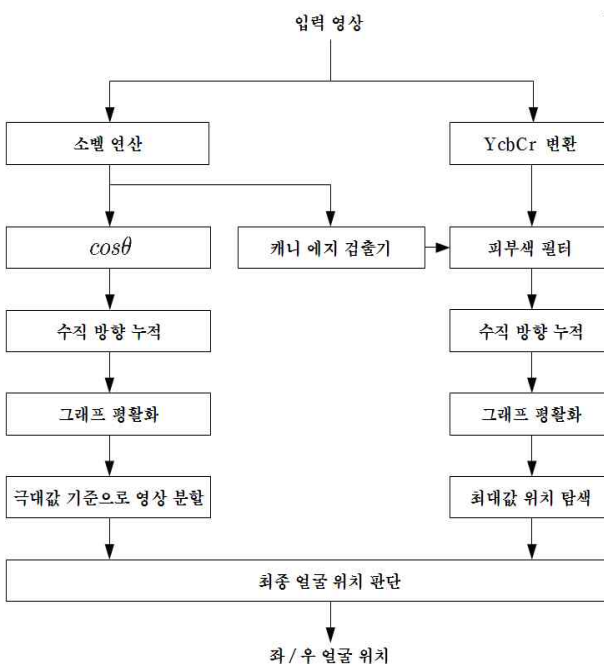 입력 영상
소벨 연산
YcbCr 변환
cosθ
캐니 에지 검출기
피부색 필터
수직 방향 누적
수직 방향 누적
그래프 평활화
그래프 평활화
극대값 기준으로 영상 분할
최대값 위치 탐색
최종 얼굴 위치 판단
좌 / 우 얼굴 위치